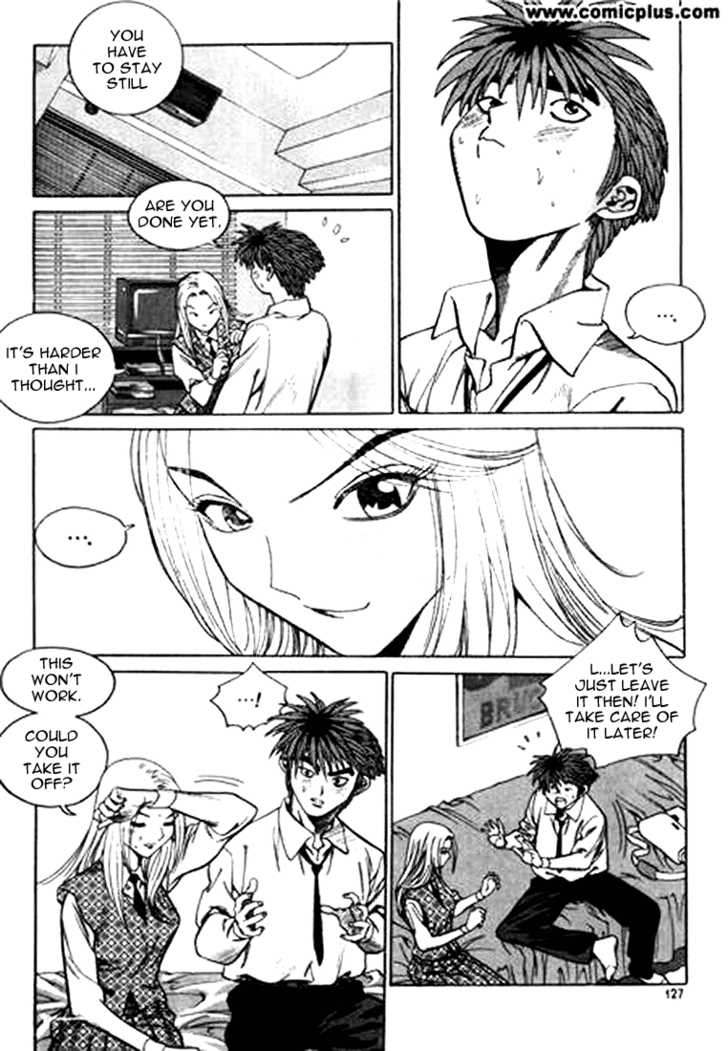 www.comicplus.com
YOU
HAVE
TO STAY
STILL
ARE YOU
DONE YET.
IT'S HARDER
THAN I
THOUGHT...
...
...
THIS
WON'T
WORK.
COULD
YOU
TAKE IT
OFF?
...!
L...LET'S
JUST LEAVE
IT THEN! I'LL
TAKE CARE OF
IT LATER!
BRUC
127